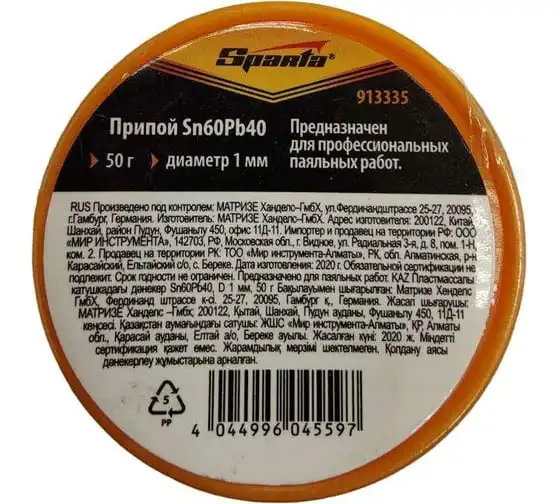 Sparta®
913335
Припой Sn60Pb40
50 г
диаметр 1 мм
Предназначен
для профессиональных
паяльных работ.
RUS Произведено под контролем: МАТРИЗЕ Ханделс–ГмбХ, ул.Фердинандштрассе 25-27, 20095,
г.Гамбург, Германия. Изготовитель: МАТРИЗЕ Ханделс–ГмбХ. Адрес изготовителя: 200122, Китай
Шанхай, район Пудун, Фушаньлу 450, офис 11Д-11. Импортер и продавец на территории РФ: ООО
«МИР ИНСТРУМЕНТА», 142703, РФ, Московская обл., г. Видное, ул. Радиальная 3-я, д. 8, пом. 1-Н,
ком. 2. Продавец на территории РК: ТОО «Мир инструмента-Алматы», РК, обл. Алматинская, р-н
Карасайский, Ельтайский с/о, с. Береке. Дата изготовления: 2020 г. Обязательной сертификации не
подлежит. Срок годности не ограничен. Предназначено для паяльных работ. KAZ Пластмассалы
катушкадағы дәнекер Sn60Pb40, D 1 мм, 50 г. Бақылауымен шығарылған: Матризе Хенделс
ГмбХ, Фердинанд штрассе к-сі. 25-27, 20095, Гамбург қ., Германия. Жасап шығарушы:
МАТРИЗЕ Ханделс –Гмбх; 200122, Қытай, Шанхай, Пудун ауданы, Фушаньлу 450, 11Д-11
кеңсесі. Қазақстан аумағындағы сатушы: ЖШС «Мир инструмента-Алматы», ҚР, Алматы
обл., Қарасай ауданы, Елтай а/о, Береке ауылы. Жасалған күні: 2020 ж. Міндетті
сертификация қажет емес. Жарамдылық мерзімі шектелмеген. Қолдану аясы
дәнекерлеу жұмыстарына арналған.
5
PP
4 044996 045597